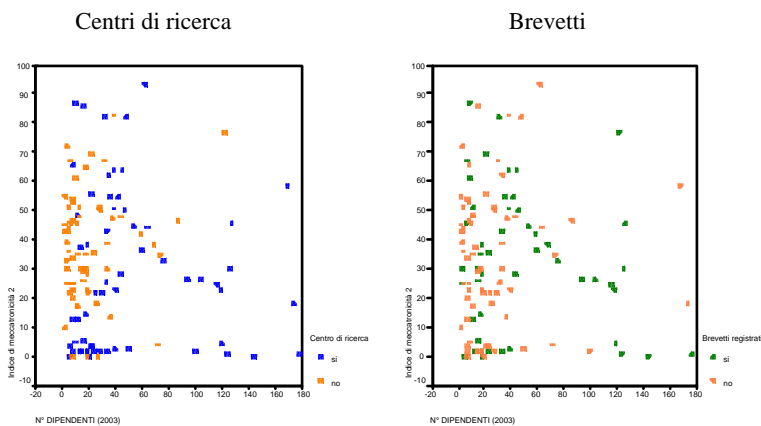 Centri di ricerca
Brevetti
100
90
80
70
60
50
40
30
20
10
0
-10
-20 0 20 40 60 80 100 120 140 160 180
Indice di meccatronicità 2
N° DIPENDENTI (2003)
Centro di ricerca
si
no
100
90
80
70
60
50
40
30
20
10
0
-10
-20 0 20 40 60 80 100 120 140 160 180
Indice di meccatronicità 2
N° DIPENDENTI (2003)
Brevetti registrat
si
no